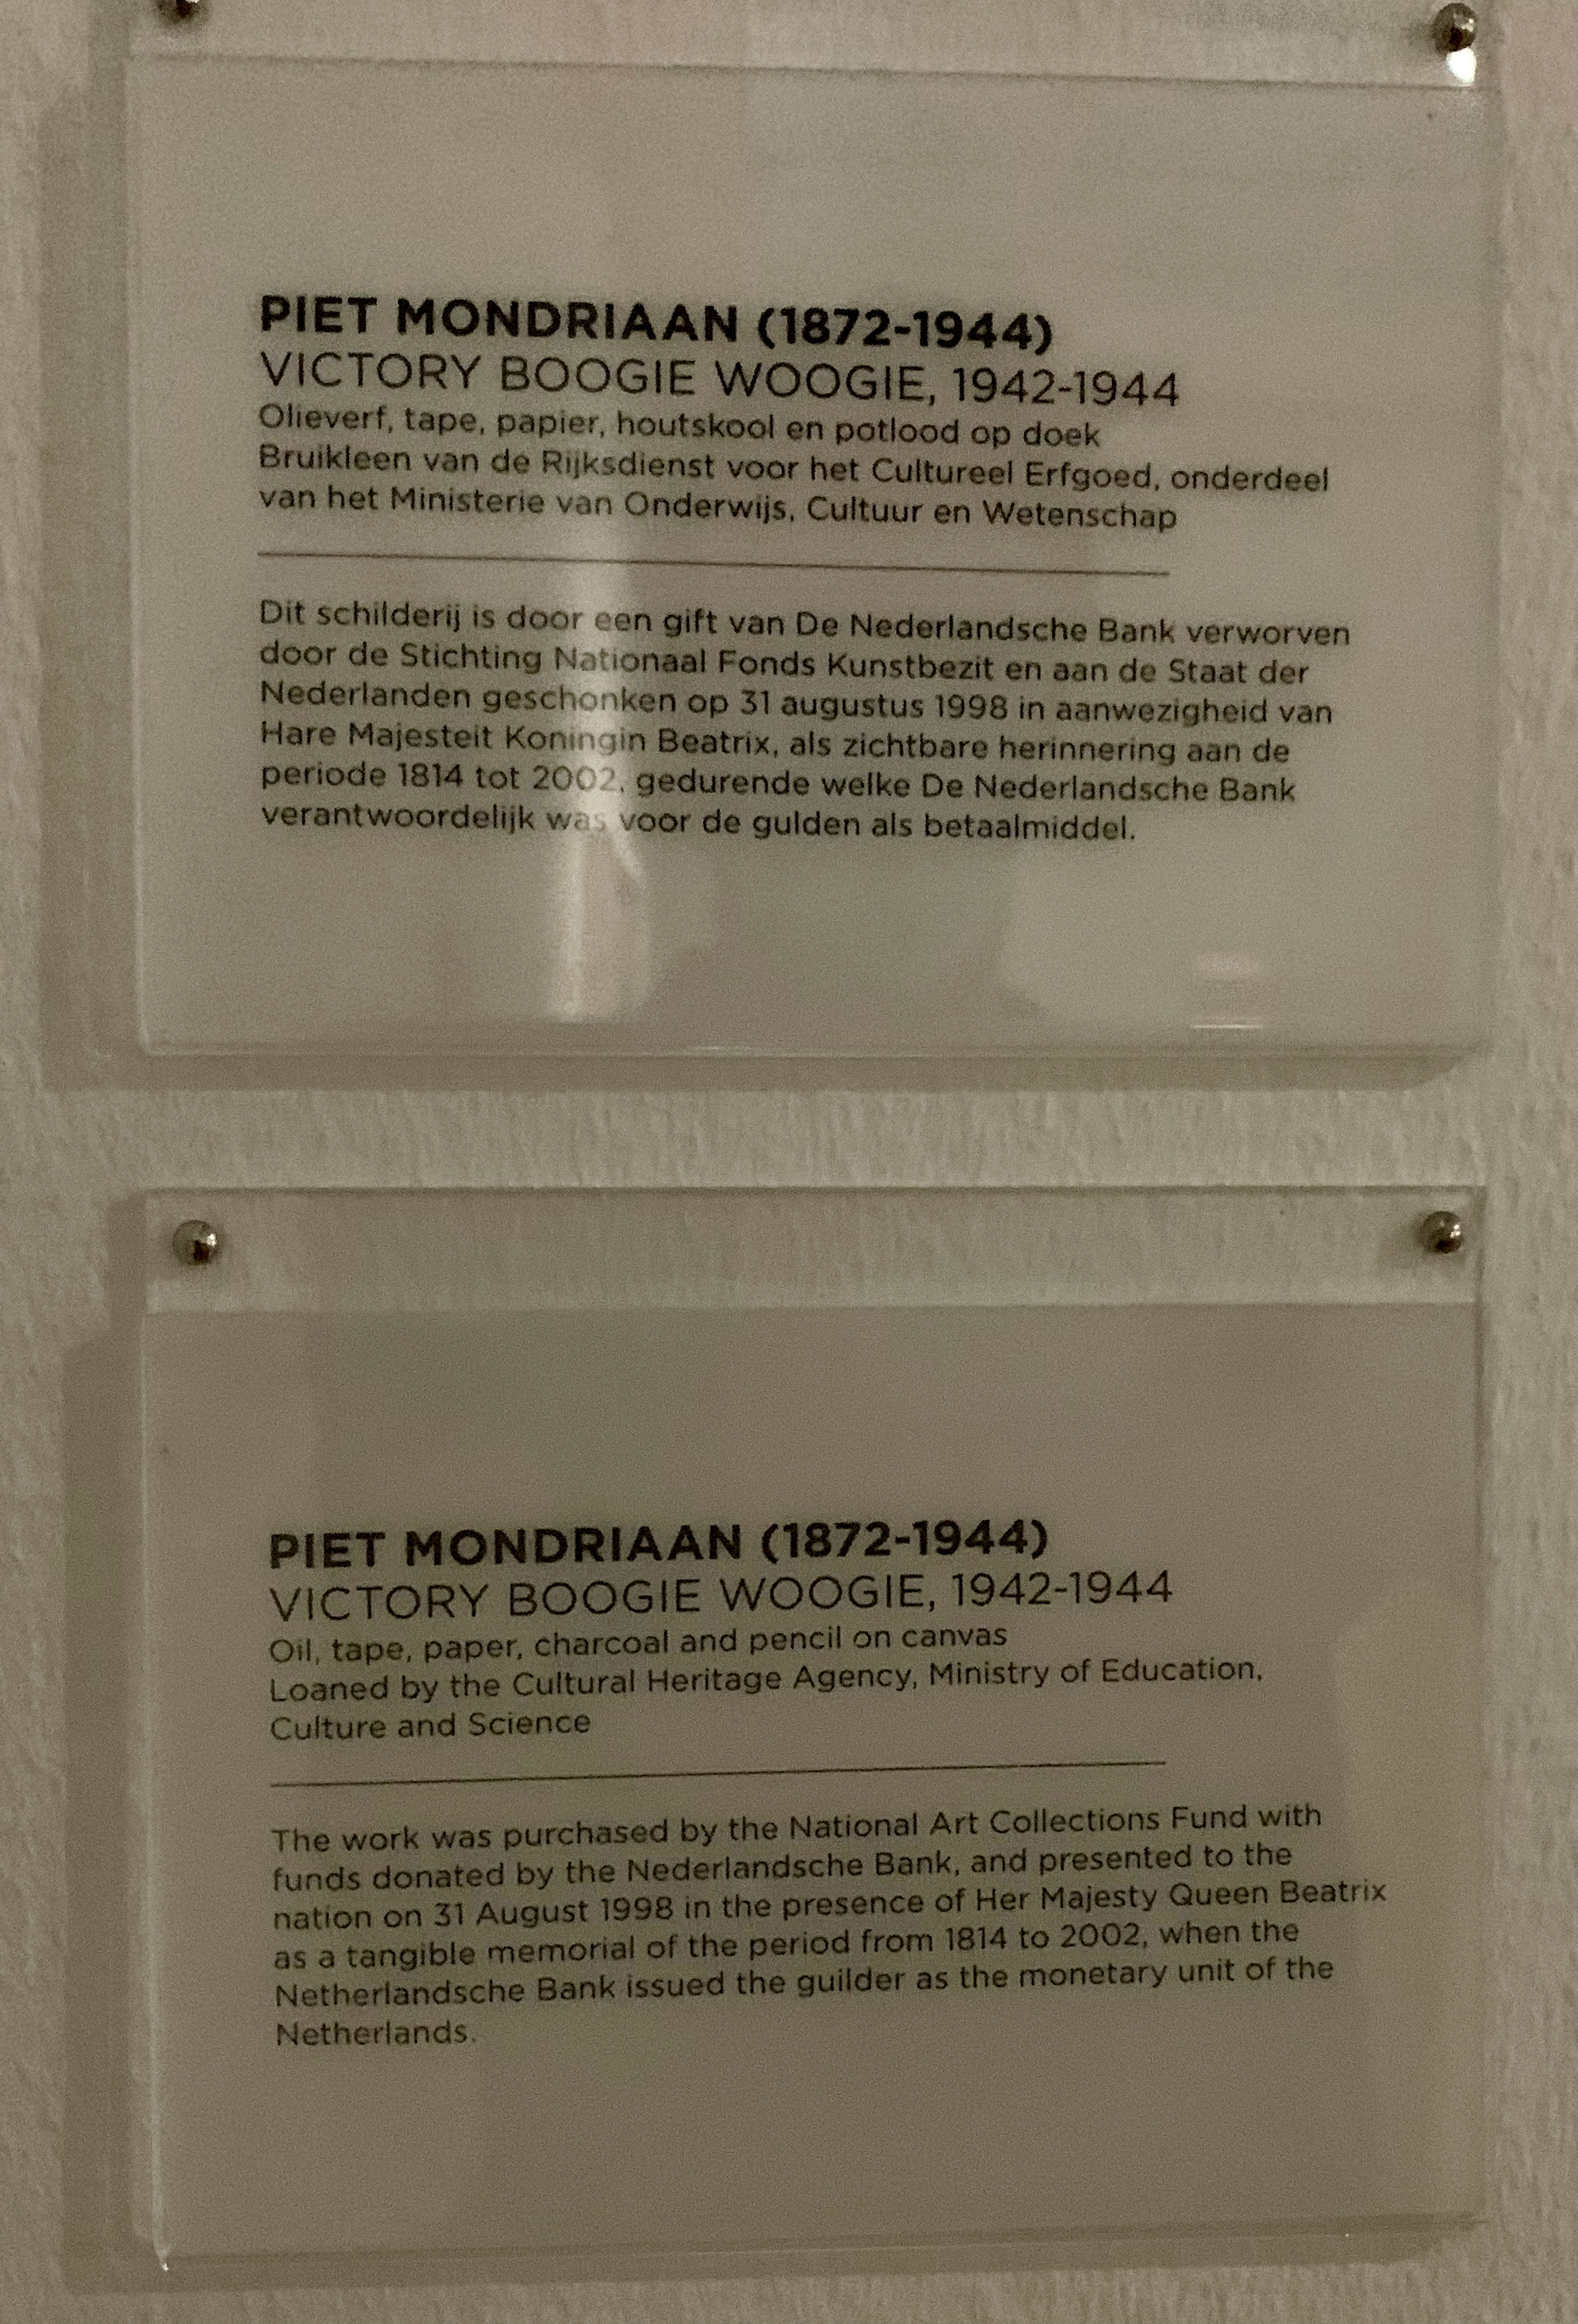 PIET MONDRIAAN (1872-1944)
VICTORY BOOGIE WOOGIE, 1942-1944
Olieverf, tape, papier, houtskool en potlood op doek
Bruikleen van de Rijksdienst voor het Cultureel Erfgoed, onderdeel
van het Ministerie van Onderwijs, Cultuur en Wetenschap
Dit schilderij is door een gift van De Nederlandsche Bank verworven
door de Stichting Nationaal Fonds Kunstbezit en aan de Staat der
Nederlanden geschonken op 31 augustus 1998 in aanwezigheid van
Hare Majesteit Koningin Beatrix, als zichtbare herinnering aan de
periode 1814 tot 2002, gedurende welke De Nederlandsche Bank
verantwoordelijk was voor de gulden als betaalmiddel.
PIET MONDRIAAN (1872-1944)
VICTORY BOOGIE WOOGIE, 1942-1944
Oil, tape, paper, charcoal and pencil on canvas
Loaned by the Cultural Heritage Agency, Ministry of Education,
Culture and Science
The work was purchased by the National Art Collections Fund with
funds donated by the Nederlandsche Bank, and presented to the
nation on 31 August 1998 in the presence of Her Majesty Queen Beatrix
as a tangible memorial of the period from 1814 to 2002, when the
Netherlandsche Bank issued the guilder as the monetary unit of the
Netherlands.